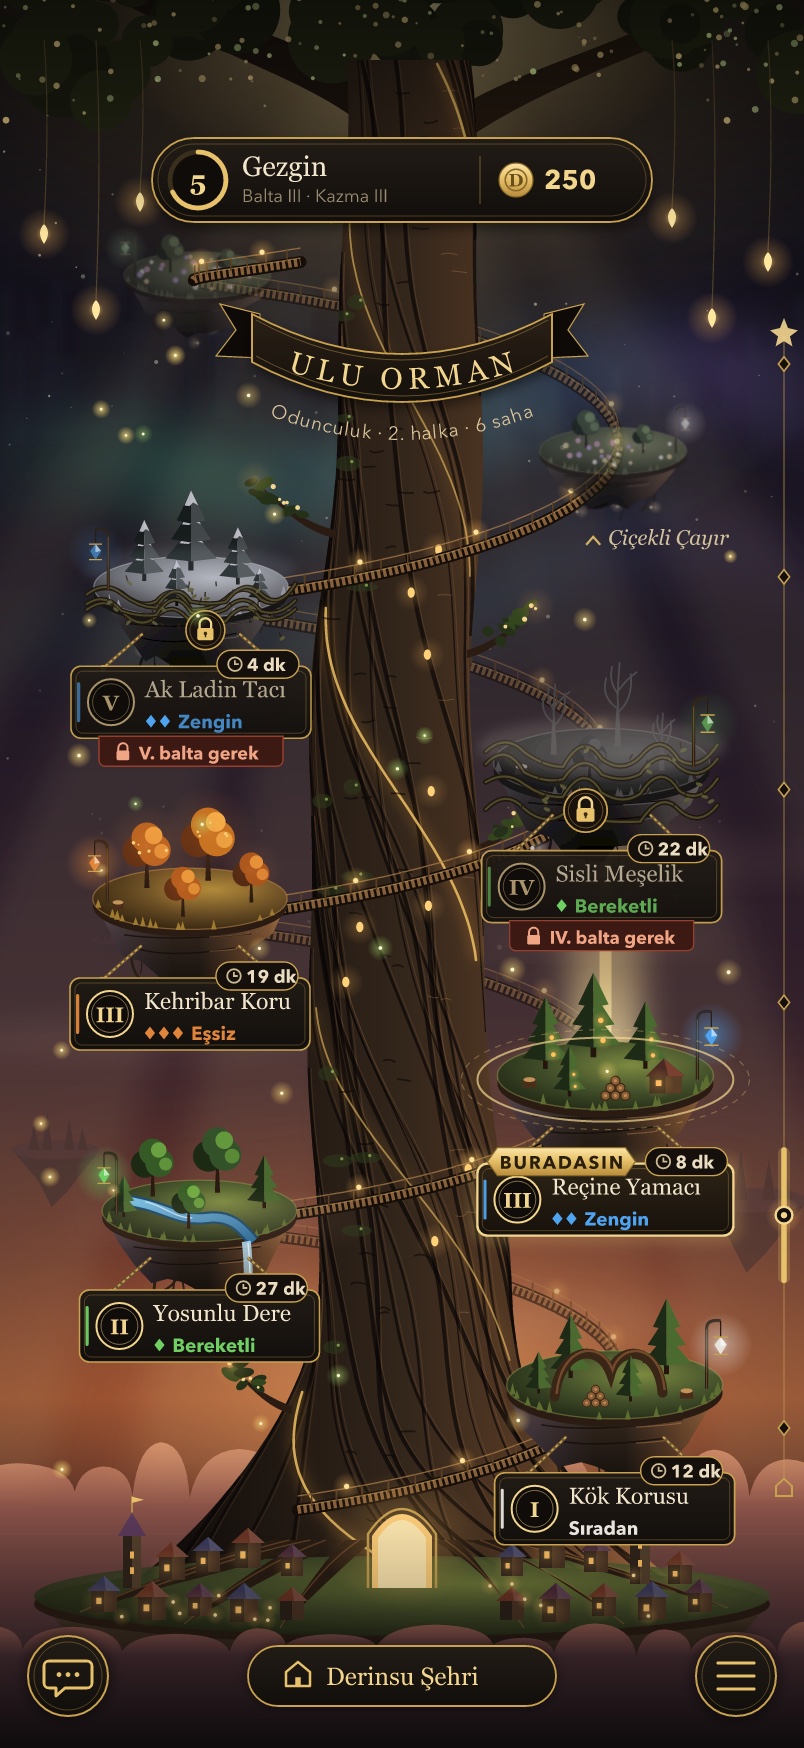 5
Gezgin
Balta III · Kazma III
D
250
ULU ORMAN
Odunculuk · 2. halka · 6 saha
Çiçekli Çayır
4 dk
V
Ak Ladin Tacı
Zengin
V. balta gerek
22 dk
IV
Sisli Meşelik
Bereketli
IV. balta gerek
19 dk
III
Kehribar Koru
Eşsiz
BURADASIN
8 dk
III
Reçine Yamacı
Zengin
27 dk
II
Yosunlu Dere
Bereketli
12 dk
I
Kök Korusu
Sıradan
Derinsu Şehri